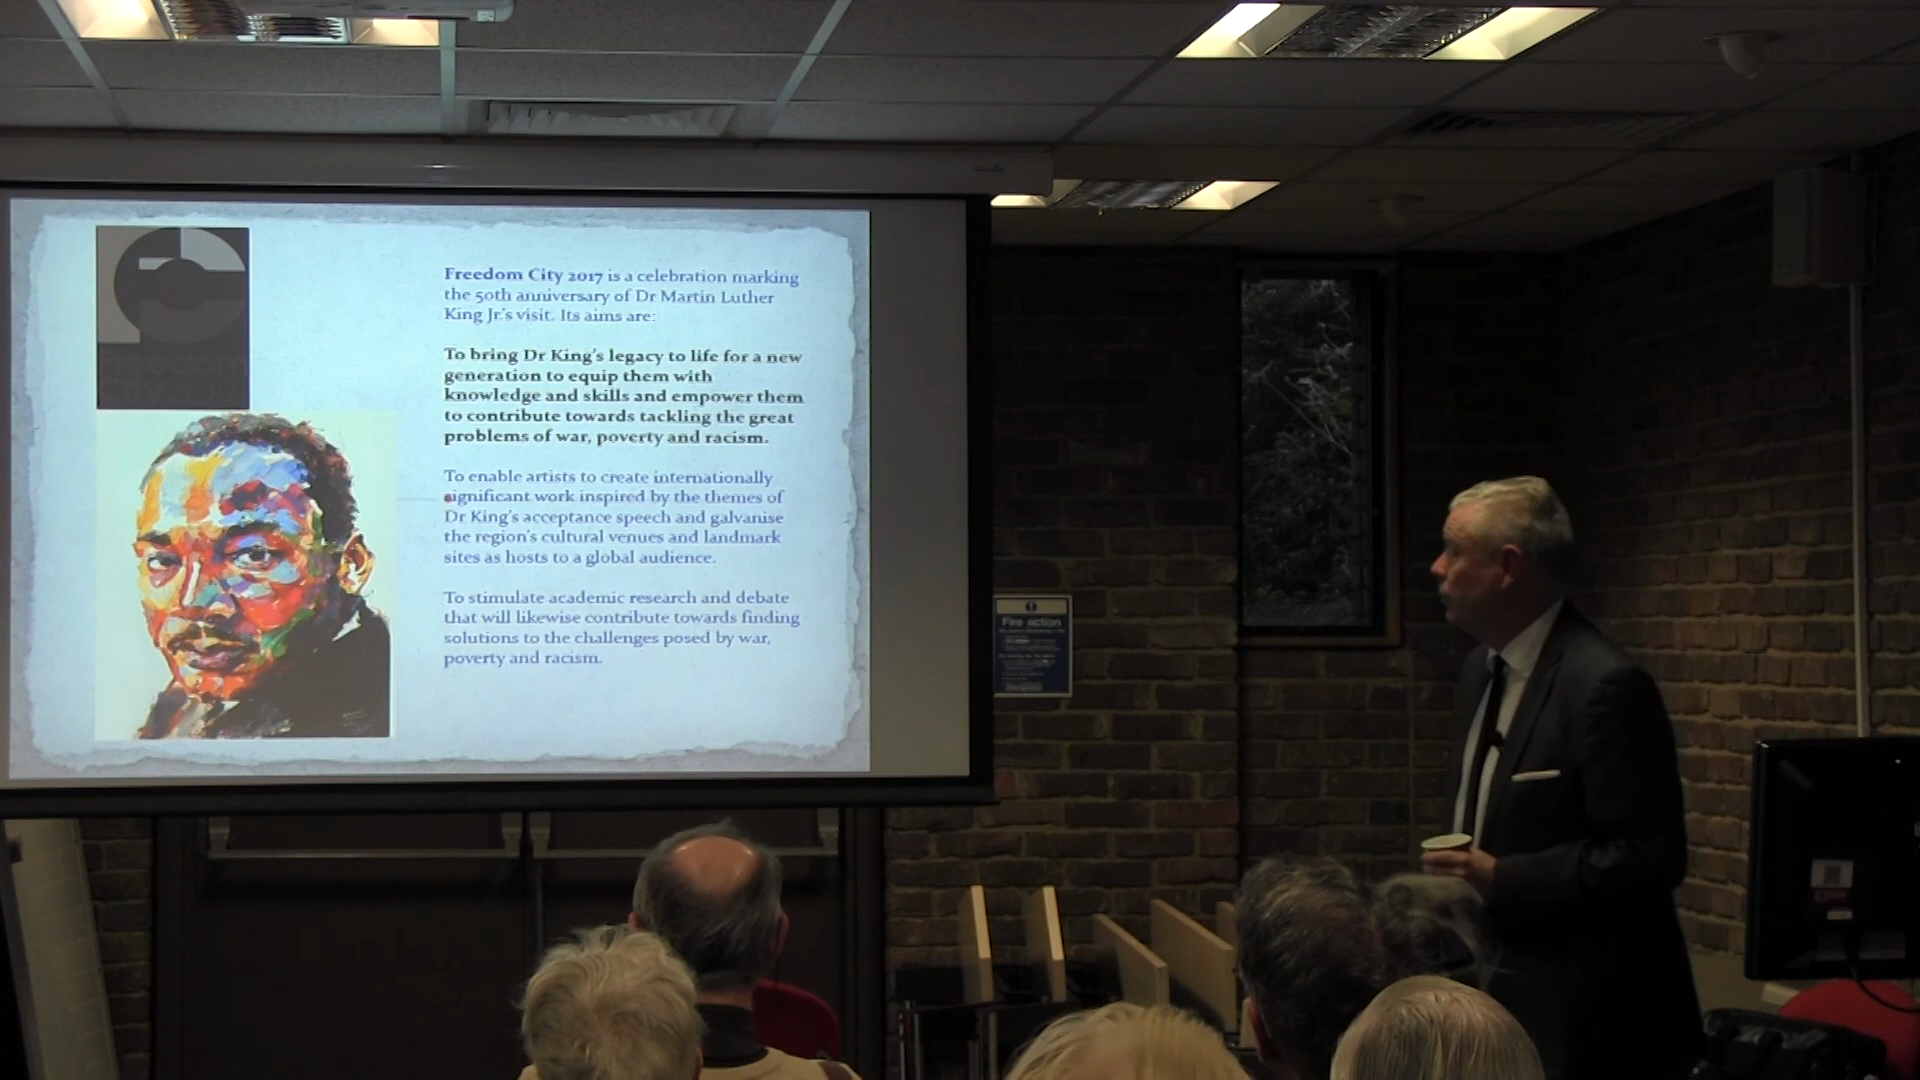 Freedom
City 2017
Freedom City 2017 is a celebration marking
the 50th anniversary of Dr Martin Luther
King Jr.'s visit. Its aims are:
To bring Dr King's legacy to life for a new
generation to equip them with
knowledge and skills and empower them
to contribute towards tackling the great
problems of war, poverty and racism.
To enable artists to create internationally
significant work inspired by the themes of
Dr King's acceptance speech and galvanise
the region's cultural venues and landmark
sites as hosts to a global audience.
To stimulate academic research and debate
that will likewise contribute towards finding
solutions to the challenges posed by war,
poverty and racism.
Fire action